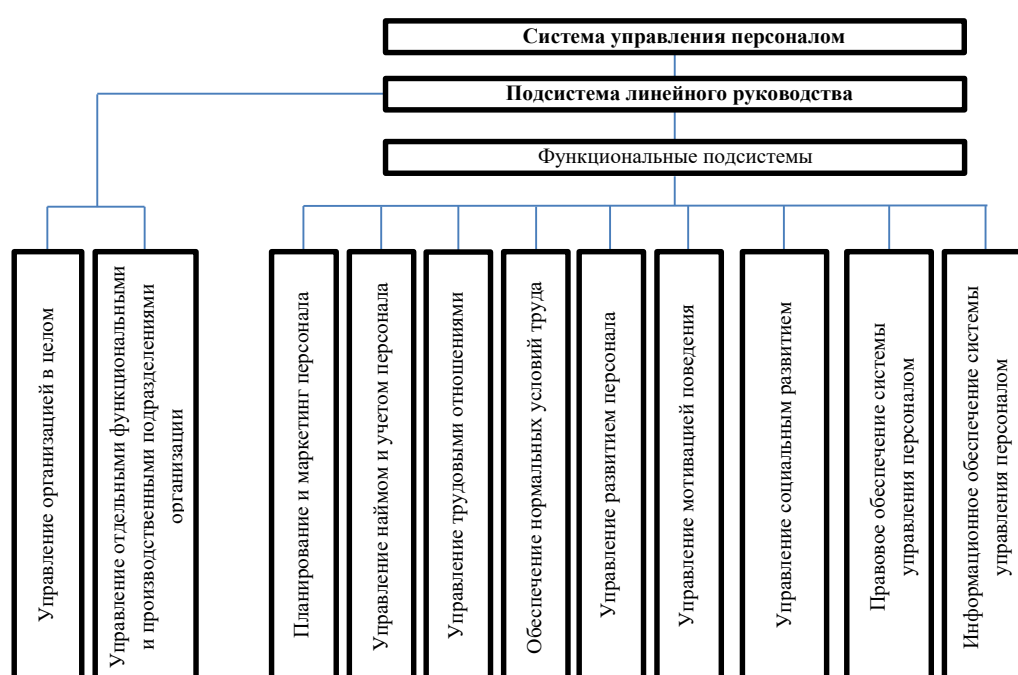 Система управления персоналом
Подсистема линейного руководства
Функциональные подсистемы
Управление организацией в целом
Управление отдельными функциональными
и производственными подразделениями
организации
Планирование и маркетинг персонала
Управление наймом и учетом персонала
Управление трудовыми отношениями
Обеспечение нормальных условий труда
Управление развитием персонала
Управление мотивацией поведения
Управление социальным развитием
Правовое обеспечение системы
управления персоналом
Информационное обеспечение системы
управления персоналом